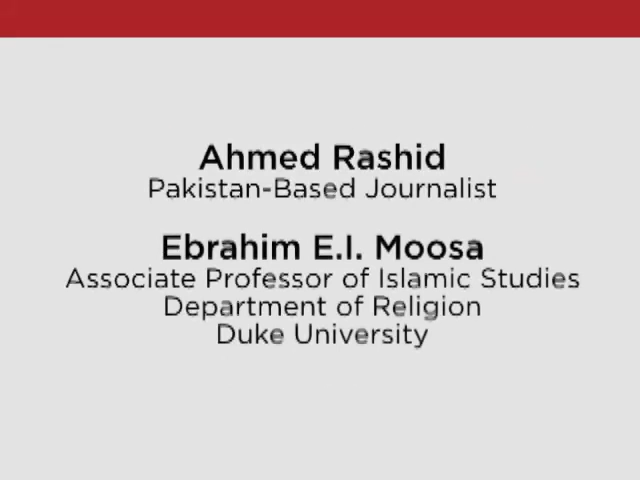 Ahmed Rashid
Pakistan-Based Journalist
Ebrahim E.I. Moosa
Associate Professor of Islamic Studies
Department of Religion
Duke University